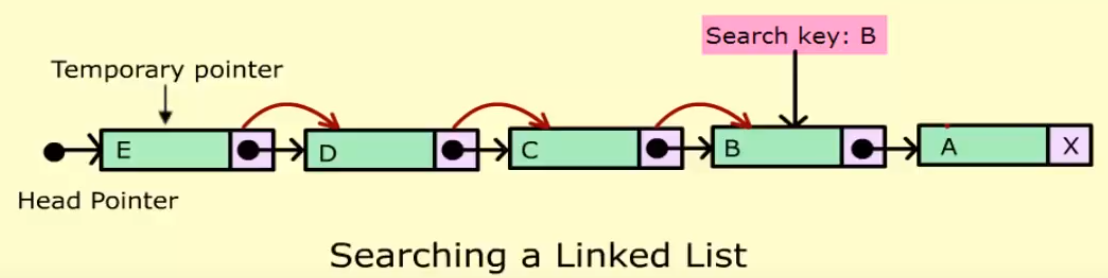 Search key: B
Temporary pointer
E
D
C
B
A
X
Head Pointer
Searching a Linked List